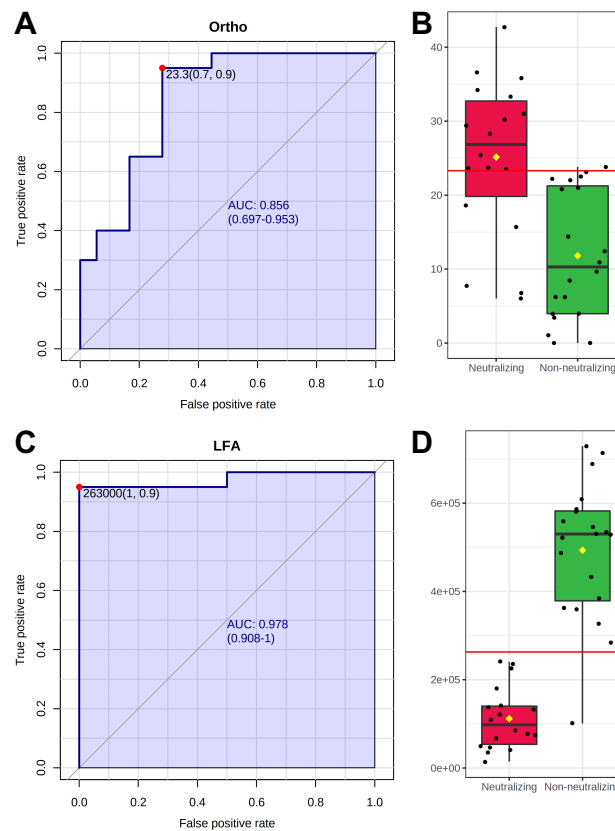 A
Ortho
True positive rate
1.0
0.8
0.6
0.4
0.2
0.0
23.3(0.7, 0.9)
AUC: 0.856
(0.697-0.953)
0.0 0.2 0.4 0.6 0.8 1.0
False positive rate
B
40
30
20
10
0
Neutralizing Non-neutralizing
C
LFA
True positive rate
1.0
0.8
0.6
0.4
0.2
0.0
263000(1, 0.9)
AUC: 0.978
(0.908-1)
0.0 0.2 0.4 0.6 0.8 1.0
False positive rate
D
6e+05
4e+05
2e+05
0e+00
Neutralizing Non-neutralizin